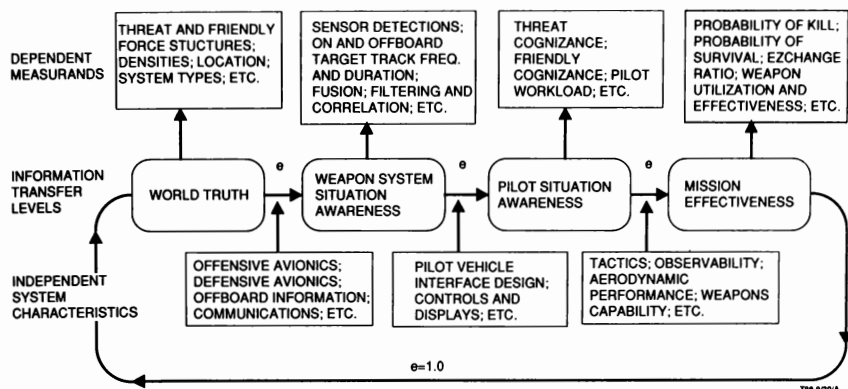 DEPENDENT
MEASURANDS
THREAT AND FRIENDLY
FORCE STUCTURES;
DENSITIES; LOCATION;
SYSTEM TYPES; ETC.
SENSOR DETECTIONS;
ON AND OFFBOARD
TARGET TRACK FREQ.
AND DURATION;
FUSION; FILTERING AND
CORRELATION; ETC.
THREAT
COGNIZANCE;
FRIENDLY
COGNIZANCE; PILOT
WORKLOAD; ETC.
PROBABILITY OF KILL;
PROBABILITY OF
SURVIVAL; EZCHANGE
RATIO; WEAPON
UTILIZATION AND
EFFECTIVENESS; ETC.
INFORMATION
TRANSFER
LEVELS
WORLD TRUTH
e
WEAPON SYSTEM
SITUATION
AWARENESS
e
PILOT SITUATION
AWARENESS
e
MISSION
EFFECTIVENESS
INDEPENDENT
SYSTEM
CHARACTERISTICS
OFFENSIVE AVIONICS;
DEFENSIVE AVIONICS;
OFFBOARD INFORMATION;
COMMUNICATIONS; ETC.
PILOT VEHICLE
INTERFACE DESIGN;
CONTROLS AND
DISPLAYS; ETC.
TACTICS; OBSERVABILITY;
AERODYNAMIC
PERFORMANCE; WEAPONS
CAPABILITY; ETC.
e=1.0